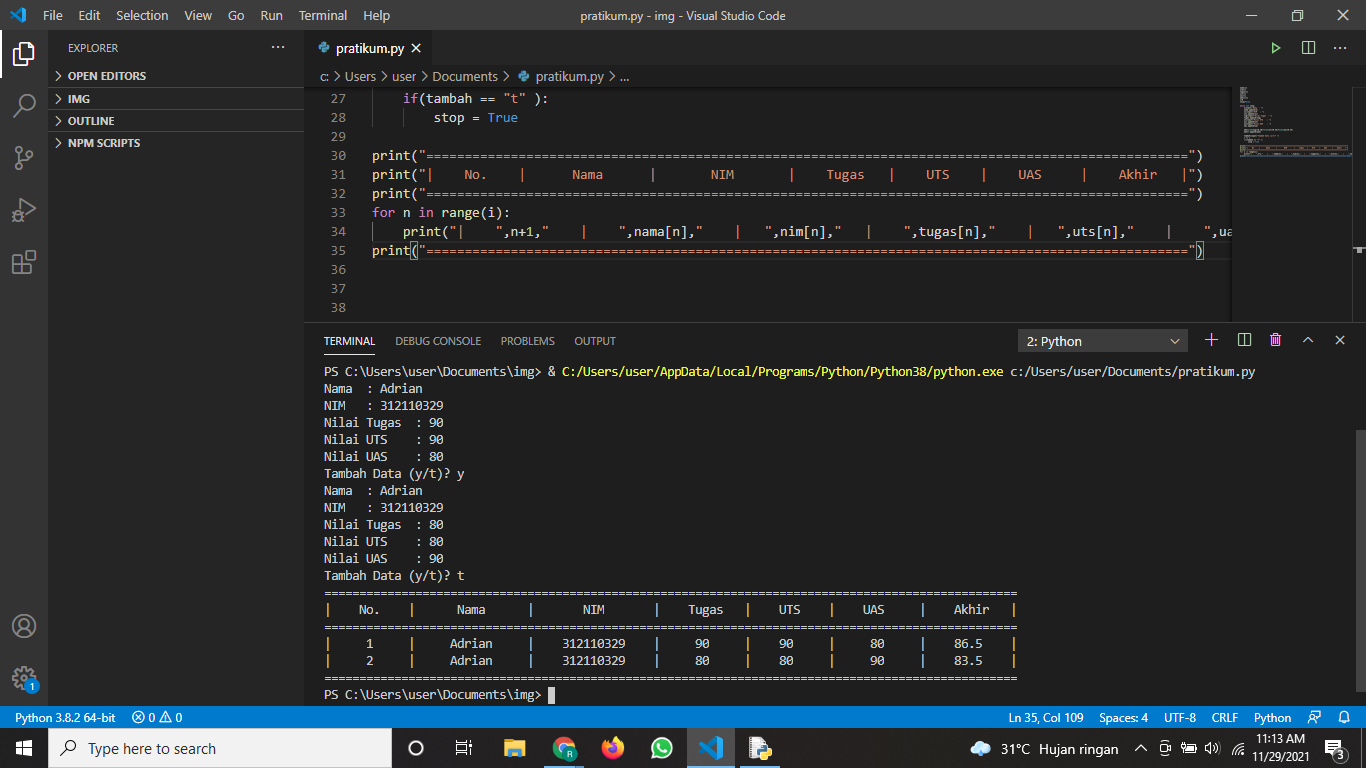 File Edit Selection View Go Run Terminal Help pratikum.py - img - Visual Studio Code
EXPLORER
OPEN EDITORS
IMG
OUTLINE
NPM SCRIPTS
pratikum.py
c: > Users > user > Documents > pratikum.py > ...
27 if(tambah == "t" ):
28 stop = True
29
30 print("===================================================================================================")
31 print("|    No.    |      Nama      |       NIM       |    Tugas   |    UTS    |    UAS     |    Akhir   |")
32 print("===================================================================================================")
33 for n in range(i):
34 print("|    ",n+1,"    |    ",nama[n],"    |   ",nim[n],"   |    ",tugas[n],"    |   ",uts[n],"    |    ",ua
35 print("===================================================================================================")
36
37
38
TERMINAL DEBUG CONSOLE PROBLEMS OUTPUT 2: Python
PS C:\Users\user\Documents\img> & C:/Users/user/AppData/Local/Programs/Python/Python38/python.exe c:/Users/user/Documents/pratikum.py
Nama  : Adrian
NIM   : 312110329
Nilai Tugas  : 90
Nilai UTS    : 90
Nilai UAS    : 80
Tambah Data (y/t)? y
Nama  : Adrian
NIM   : 312110329
Nilai Tugas  : 80
Nilai UTS    : 80
Nilai UAS    : 90
Tambah Data (y/t)? t
===================================================================================================
|    No.    |      Nama      |       NIM       |    Tugas   |    UTS    |    UAS     |    Akhir   |
===================================================================================================
|     1     |     Adrian     |    312110329    |     90     |    90     |     80     |    86.5    |
|     2     |     Adrian     |    312110329    |     80     |    80     |     90     |    83.5    |
===================================================================================================
PS C:\Users\user\Documents\img>
1
Python 3.8.2 64-bit 0 0 Ln 35, Col 109 Spaces: 4 UTF-8 CRLF Python
Type here to search 31°C Hujan ringan 11:13 AM
11/29/2021 3